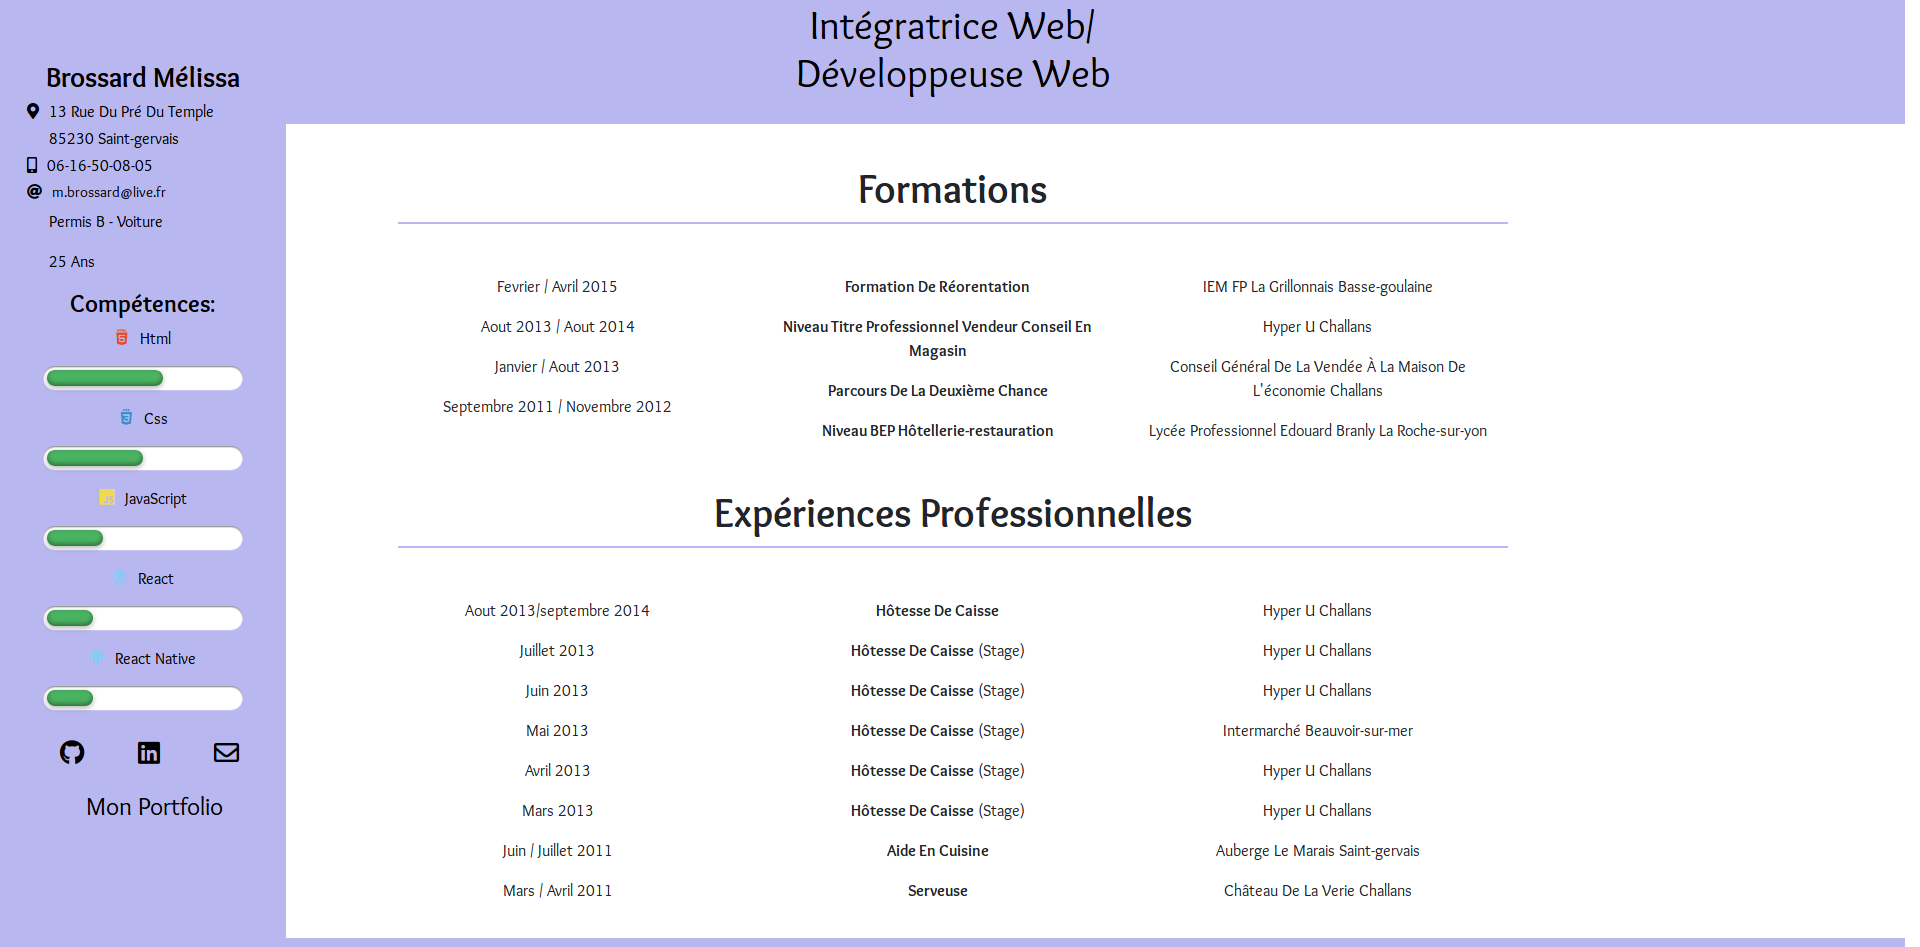 Intégratrice Web/
Développeuse Web
Brossard Mélissa
13 Rue Du Pré Du Temple
85230 Saint-gervais
06-16-50-08-05
m.brossard@live.fr
Permis B - Voiture
25 Ans
Compétences:
Html
Css
JavaScript
React
React Native
Mon Portfolio
Formations
Fevrier / Avril 2015
Aout 2013 / Aout 2014
Janvier / Aout 2013
Septembre 2011 / Novembre 2012
Formation De Réorentation
Niveau Titre Professionnel Vendeur Conseil En
Magasin
Parcours De La Deuxième Chance
Niveau BEP Hôtellerie-restauration
IEM FP La Grillonnais Basse-goulaine
Hyper U Challans
Conseil Général De La Vendée À La Maison De
L'économie Challans
Lycée Professionnel Edouard Branly La Roche-sur-yon
Expériences Professionnelles
Aout 2013/septembre 2014 Hôtesse De Caisse Hyper U Challans
Juillet 2013 Hôtesse De Caisse (Stage) Hyper U Challans
Juin 2013 Hôtesse De Caisse (Stage) Hyper U Challans
Mai 2013 Hôtesse De Caisse (Stage) Intermarché Beauvoir-sur-mer
Avril 2013 Hôtesse De Caisse (Stage) Hyper U Challans
Mars 2013 Hôtesse De Caisse (Stage) Hyper U Challans
Juin / Juillet 2011 Aide En Cuisine Auberge Le Marais Saint-gervais
Mars / Avril 2011 Serveuse Château De La Verie Challans